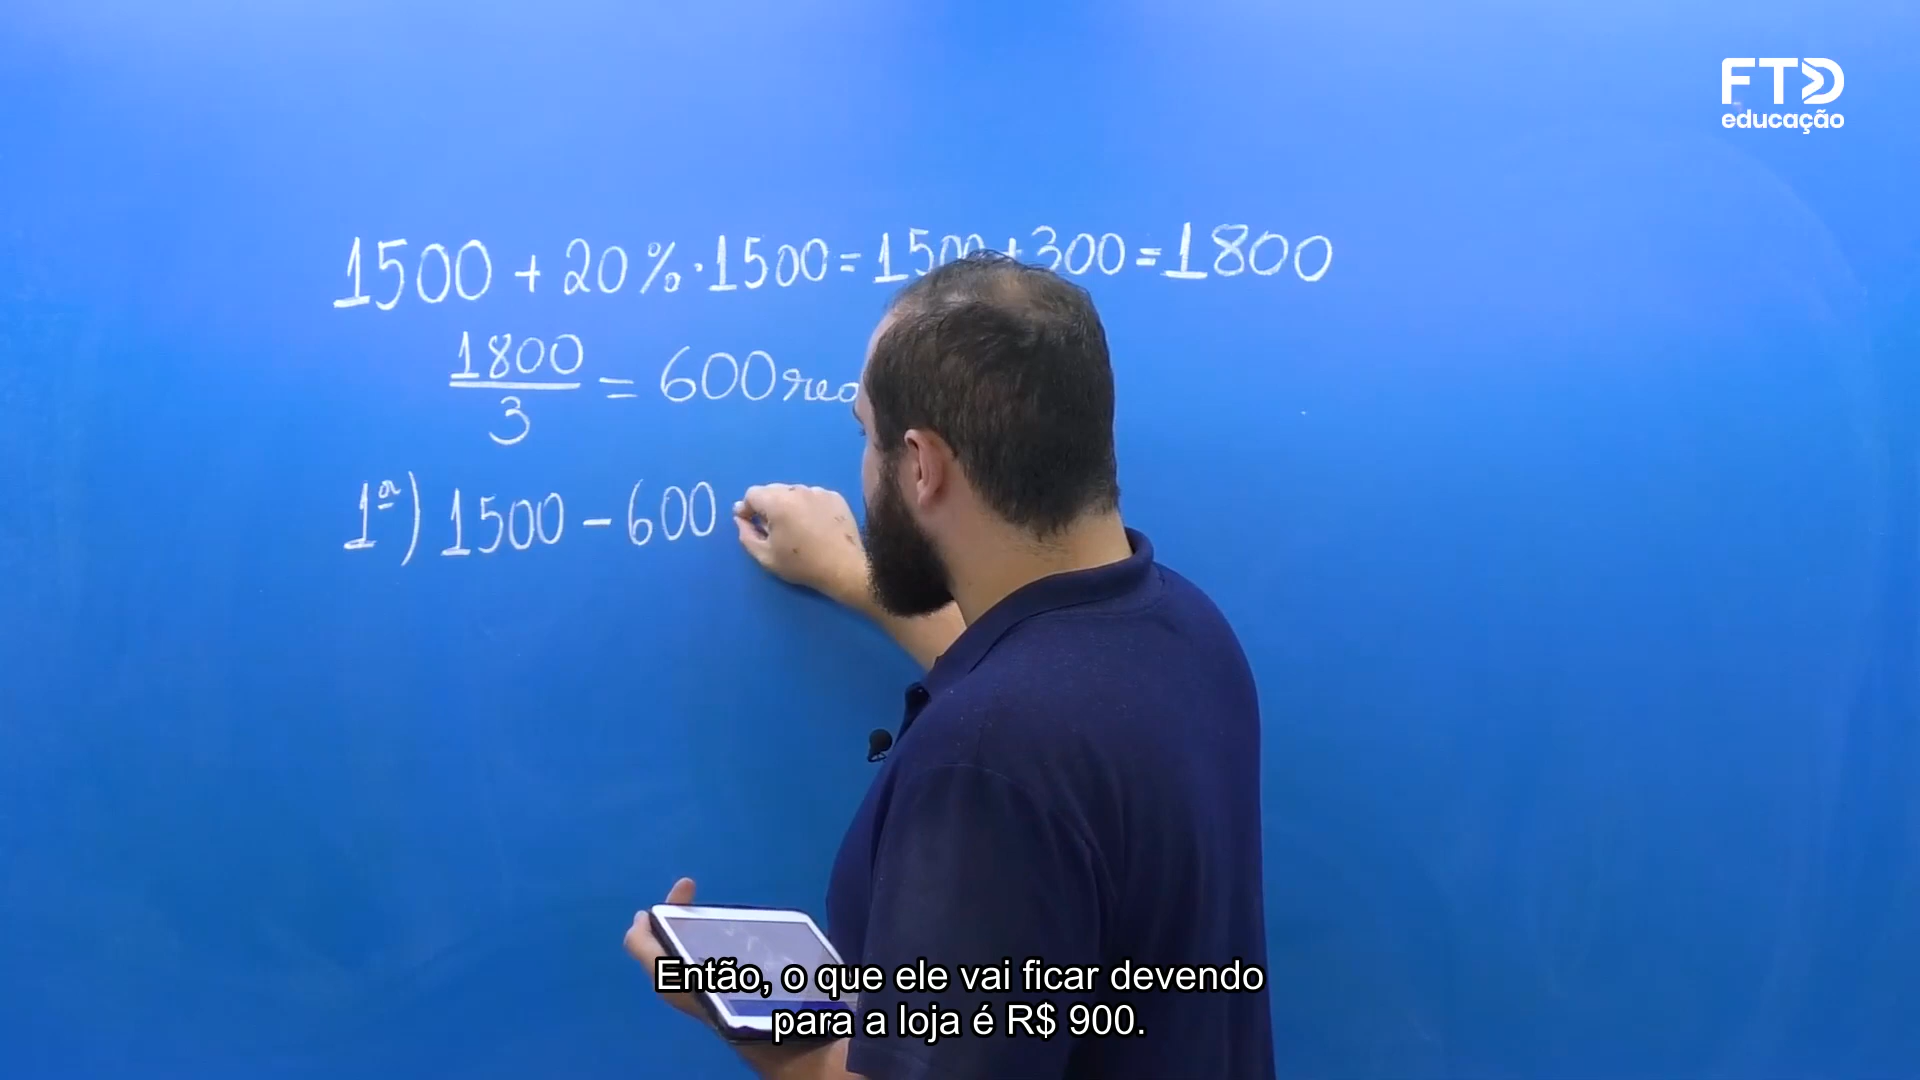 FTD
educação
1500 + 20% · 1500 = 1500 + 300 = 1800
1800
3
= 600
1ª) 1500 - 600
Então, o que ele vai ficar devendo
para a loja é R$ 900.